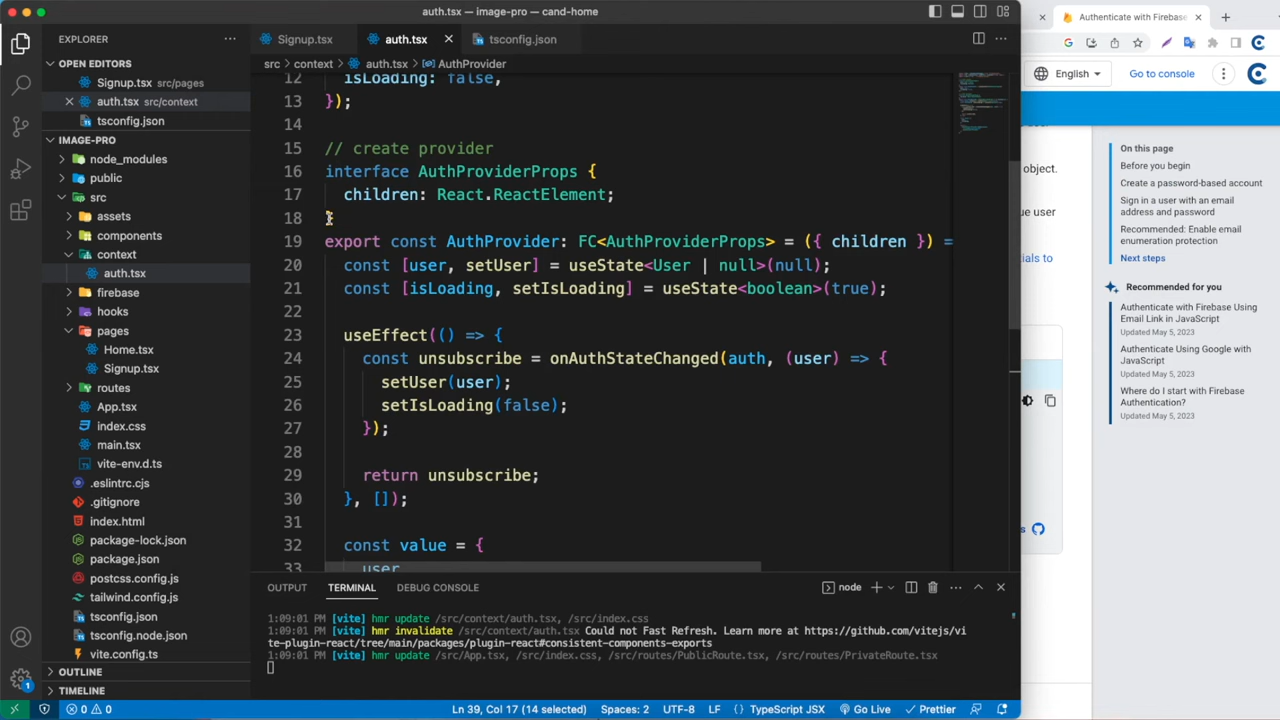 auth.tsx — image-pro — cand-home
EXPLORER
OPEN EDITORS
Signup.tsx src/pages
auth.tsx src/context
tsconfig.json
IMAGE-PRO
node_modules
public
src
assets
components
context
auth.tsx
firebase
hooks
pages
Home.tsx
Signup.tsx
routes
App.tsx
index.css
main.tsx
vite-env.d.ts
.eslintrc.cjs
.gitignore
index.html
package-lock.json
package.json
postcss.config.js
tailwind.config.js
tsconfig.json
tsconfig.node.json
vite.config.ts
OUTLINE
TIMELINE
Signup.tsx auth.tsx tsconfig.json
src > context > auth.tsx > AuthProvider
12 isLoading: false,
13 });
14
15 // create provider
16 interface AuthProviderProps {
17 children: React.ReactElement;
18 }
19 export const AuthProvider: FC<AuthProviderProps> = ({ children }) =
20 const [user, setUser] = useState<User | null>(null);
21 const [isLoading, setIsLoading] = useState<boolean>(true);
22
23 useEffect(() => {
24 const unsubscribe = onAuthStateChanged(auth, (user) => {
25 setUser(user);
26 setIsLoading(false);
27 });
28
29 return unsubscribe;
30 }, []);
31
32 const value = {
33 user
OUTPUT TERMINAL DEBUG CONSOLE node
1:09:01 PM [vite] hmr update /src/context/auth.tsx, /src/index.css
1:09:01 PM [vite] hmr invalidate /src/context/auth.tsx Could not Fast Refresh. Learn more at https://github.com/vitejs/vi
te-plugin-react/tree/main/packages/plugin-react#consistent-components-exports
1:09:01 PM [vite] hmr update /src/App.tsx, /src/index.css, /src/routes/PublicRoute.tsx, /src/routes/PrivateRoute.tsx
1
0 0 Ln 39, Col 17 (14 selected) Spaces: 2 UTF-8 LF {} TypeScript JSX Go Live Prettier
Authenticate with Firebase
English Go to console
object.
ue user
ials to
s
On this page
Before you begin
Create a password-based account
Sign in a user with an email
address and password
Recommended: Enable email
enumeration protection
Next steps
Recommended for you
Authenticate with Firebase Using
Email Link in JavaScript
Updated May 5, 2023
Authenticate Using Google with
JavaScript
Updated May 5, 2023
Where do I start with Firebase
Authentication?
Updated May 5, 2023